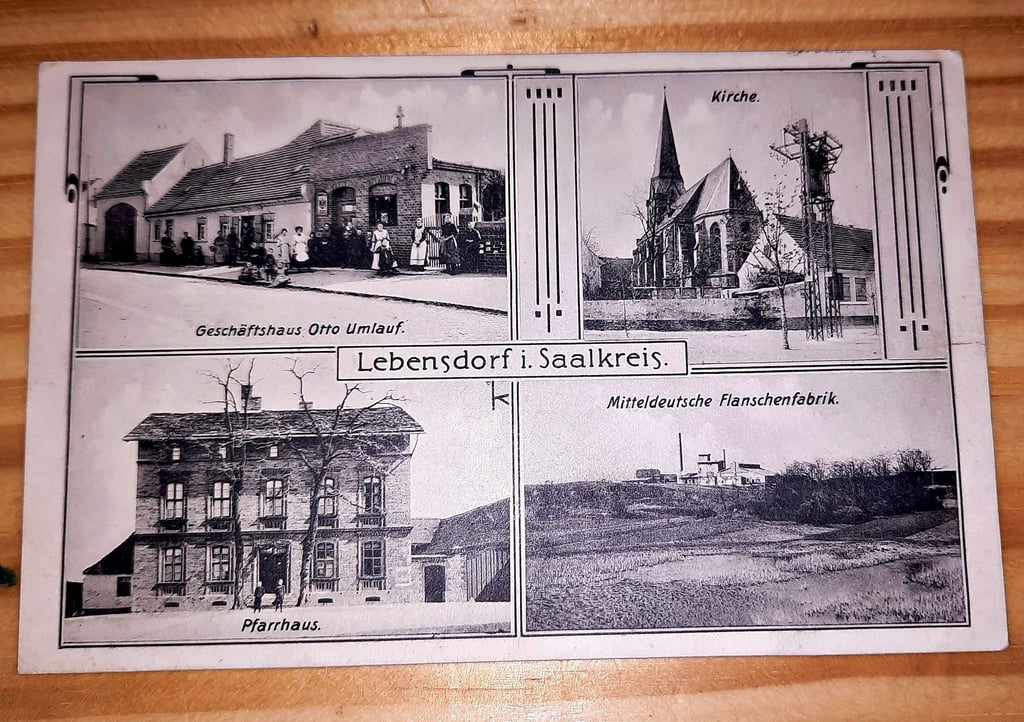 Kirche.
Geschäftshaus Otto Umlauf.
Lebensdorf i. Saalkreis.
Mitteldeutsche Flanschenfabrik.
Pfarrhaus.